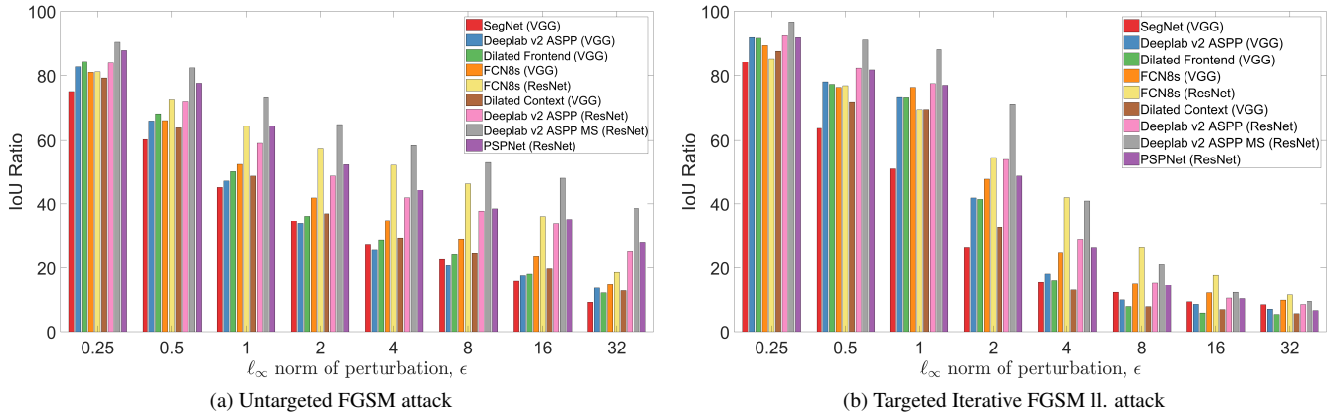 100
80
60
40
20
0
IoU Ratio
SegNet (VGG)
Deeplab v2 ASPP (VGG)
Dilated Frontend (VGG)
FCN8s (VGG)
FCN8s (ResNet)
Dilated Context (VGG)
Deeplab v2 ASPP (ResNet)
Deeplab v2 ASPP MS (ResNet)
PSPNet (ResNet)
0.25 0.5 1 2 4 8 16 32
ℓ∞ norm of perturbation, ϵ
(a) Untargeted FGSM attack
100
80
60
40
20
0
IoU Ratio
SegNet (VGG)
Deeplab v2 ASPP (VGG)
Dilated Frontend (VGG)
FCN8s (VGG)
FCN8s (ResNet)
Dilated Context (VGG)
Deeplab v2 ASPP (ResNet)
Deeplab v2 ASPP MS (ResNet)
PSPNet (ResNet)
0.25 0.5 1 2 4 8 16 32
ℓ∞ norm of perturbation, ϵ
(b) Targeted Iterative FGSM ll. attack